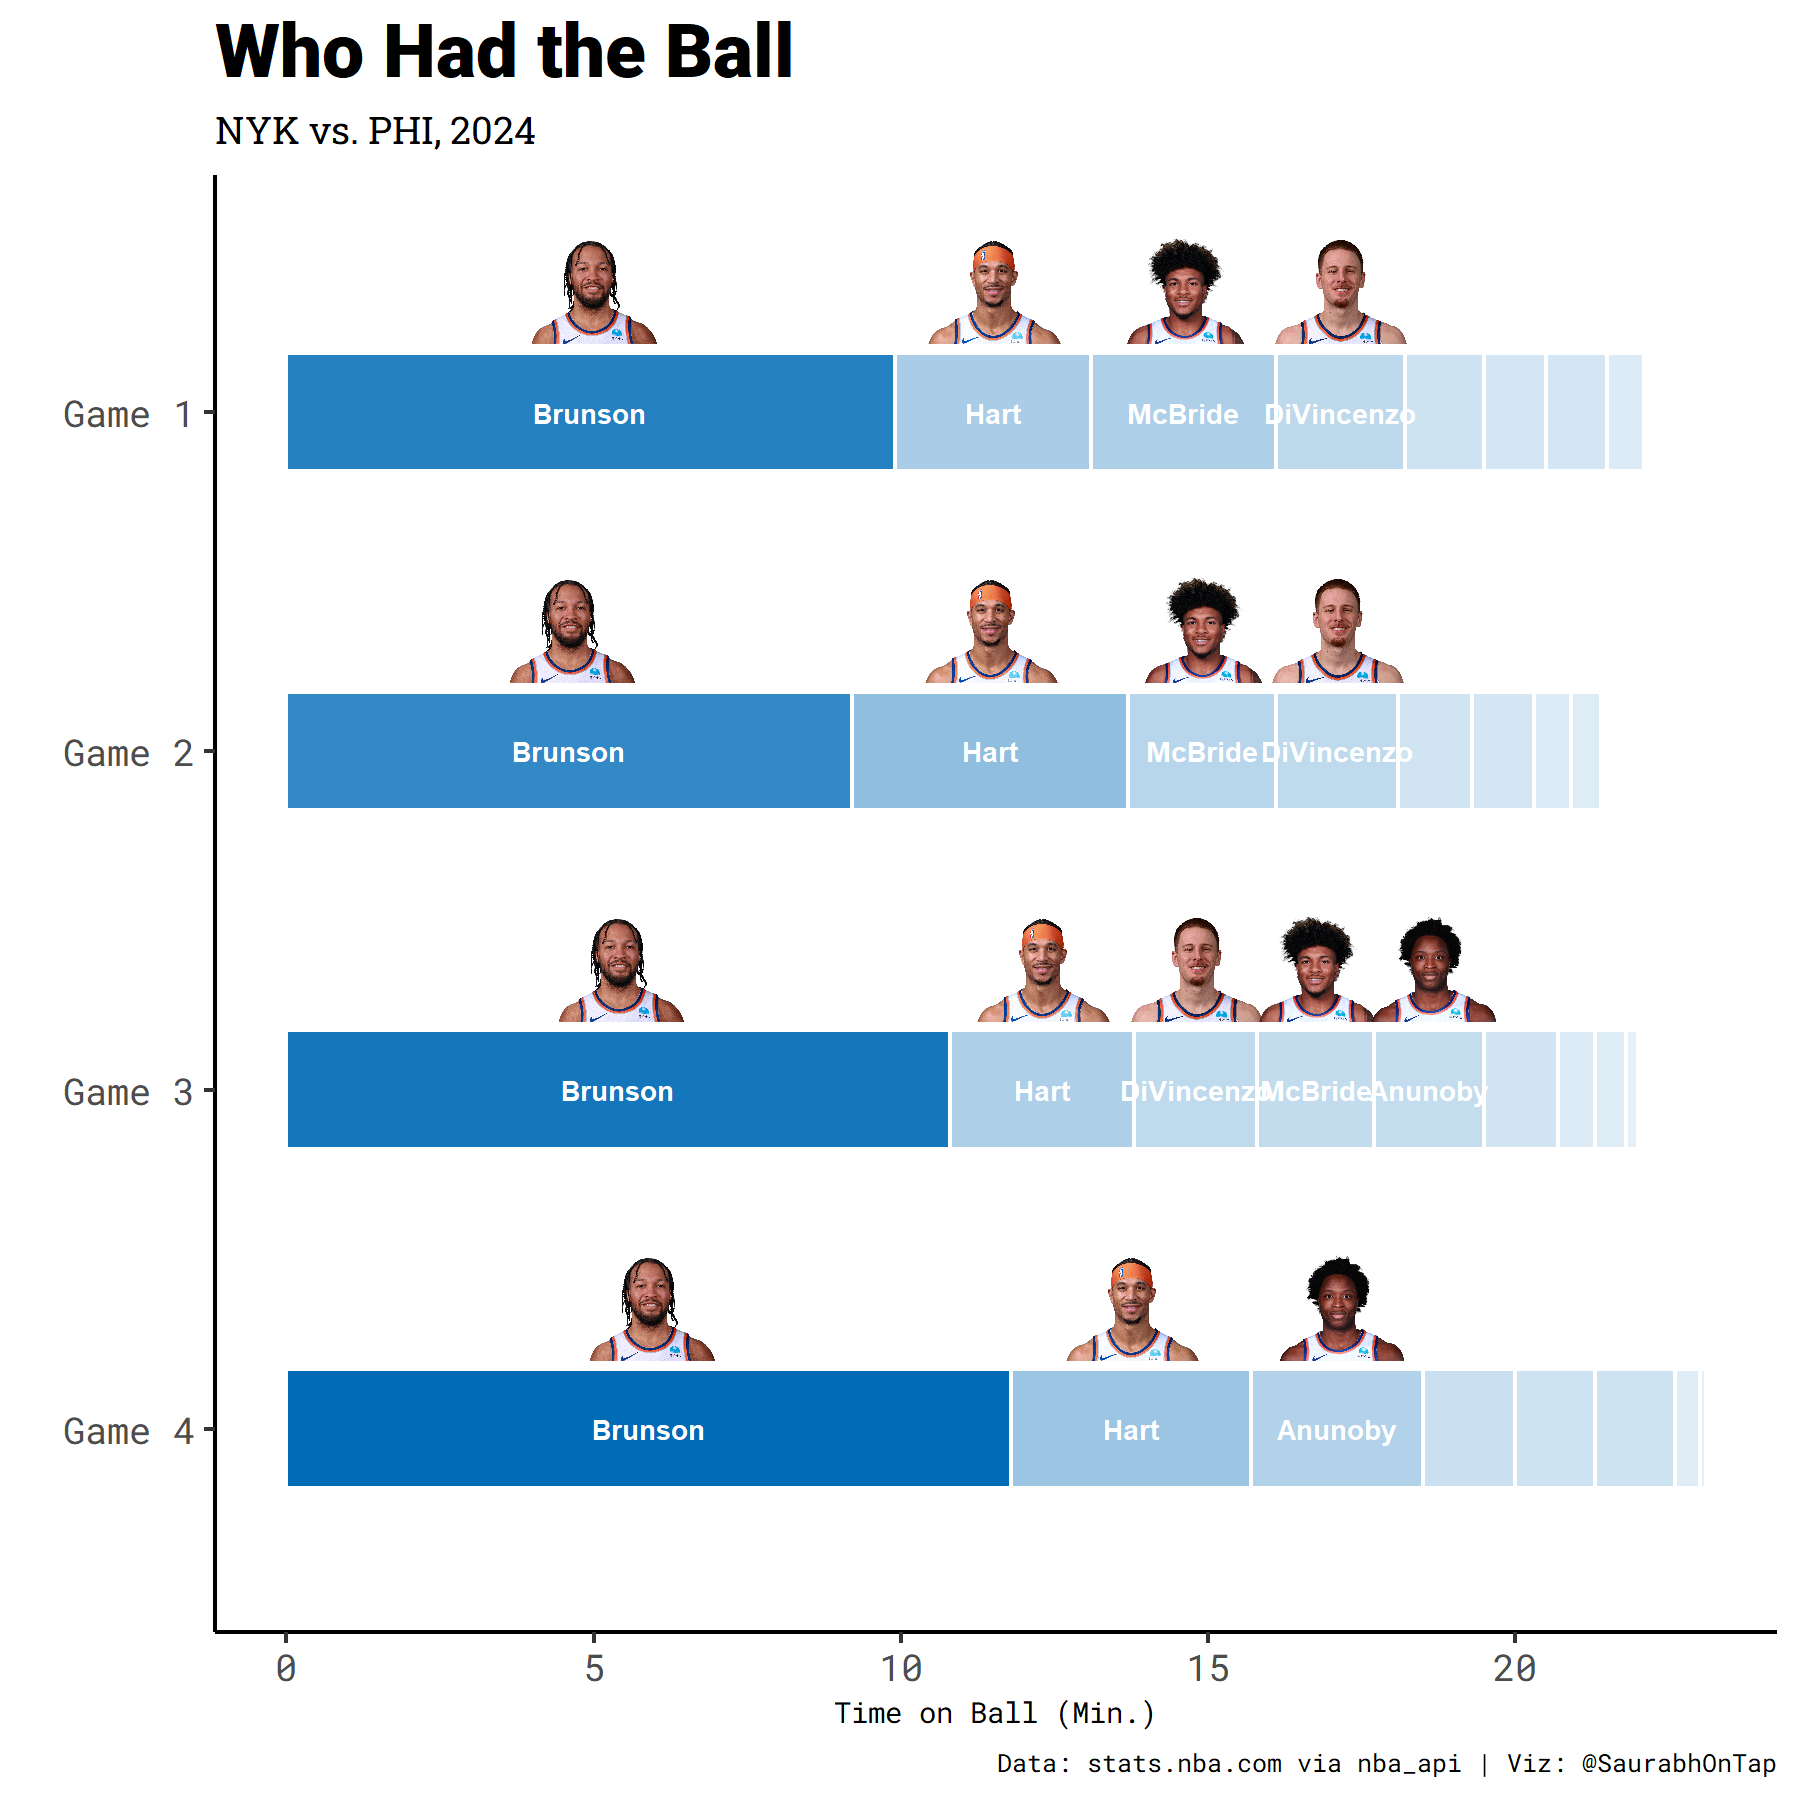 Who Had the Ball
NYK vs. PHI, 2024
Game 1
Brunson
Hart
McBride
DiVincenzo
Game 2
Brunson
Hart
McBride
DiVincenzo
Game 3
Brunson
Hart
DiVincenzo
McBride
Anunoby
Game 4
Brunson
Hart
Anunoby
0 5 10 15 20
Time on Ball (Min.)
Data: stats.nba.com via nba_api | Viz: @SaurabhOnTap